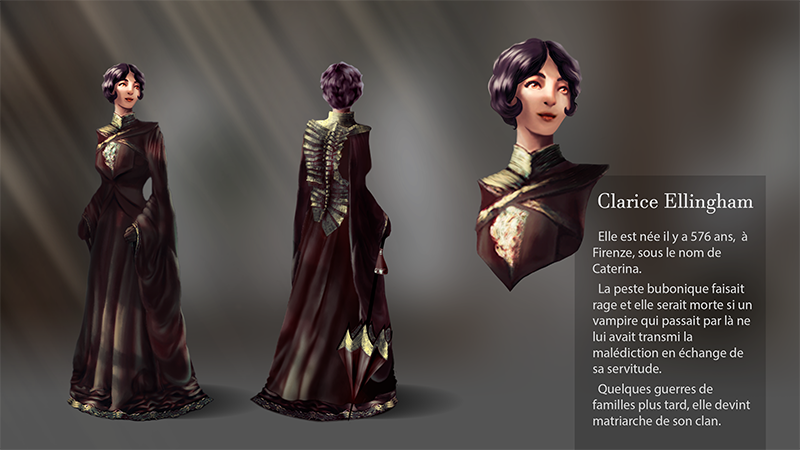 Clarice Ellingham
Elle est née il y a 576 ans, à
Firenze, sous le nom de
Caterina.
La peste bubonique faisait
rage et elle serait morte si un
vampire qui passait par là ne
lui avait transmi la
malédiction en échange de
sa servitude.
Quelques guerres de
familles plus tard, elle devint
matriarche de son clan.